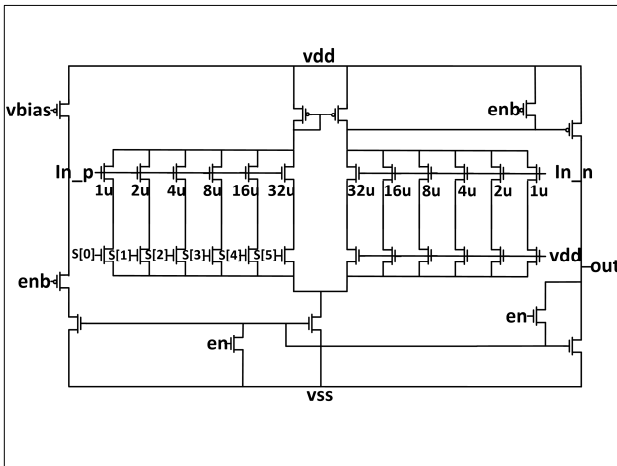 vdd
vbias
enb
In_p
In_n
1u 2u 4u 8u 16u 32u 32u 16u 8u 4u 2u 1u
S[0] S[1] S[2] S[3] S[4] S[5] vdd
out
enb
en
en
vss